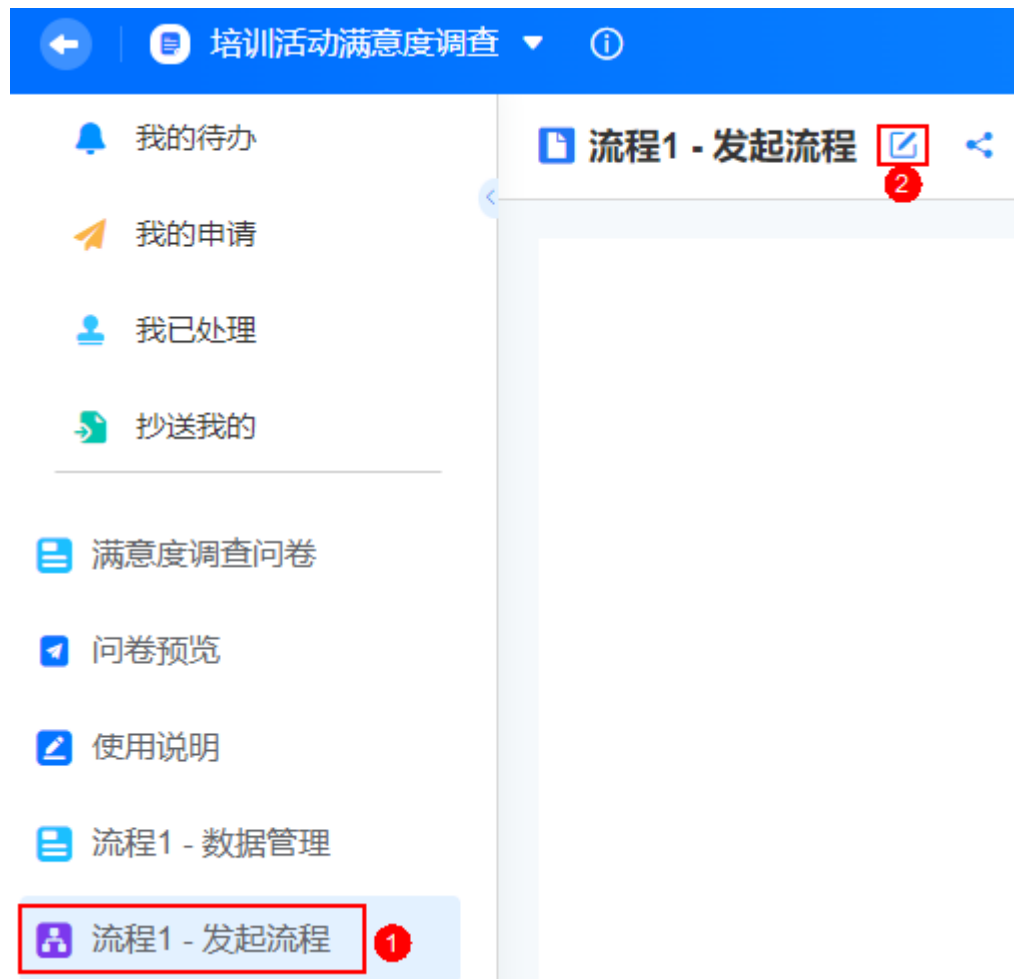 培训活动满意度调查
我的待办
我的申请
我已处理
抄送我的
满意度调查问卷
问卷预览
使用说明
流程1 - 数据管理
流程1 - 发起流程
1
流程1 - 发起流程
2